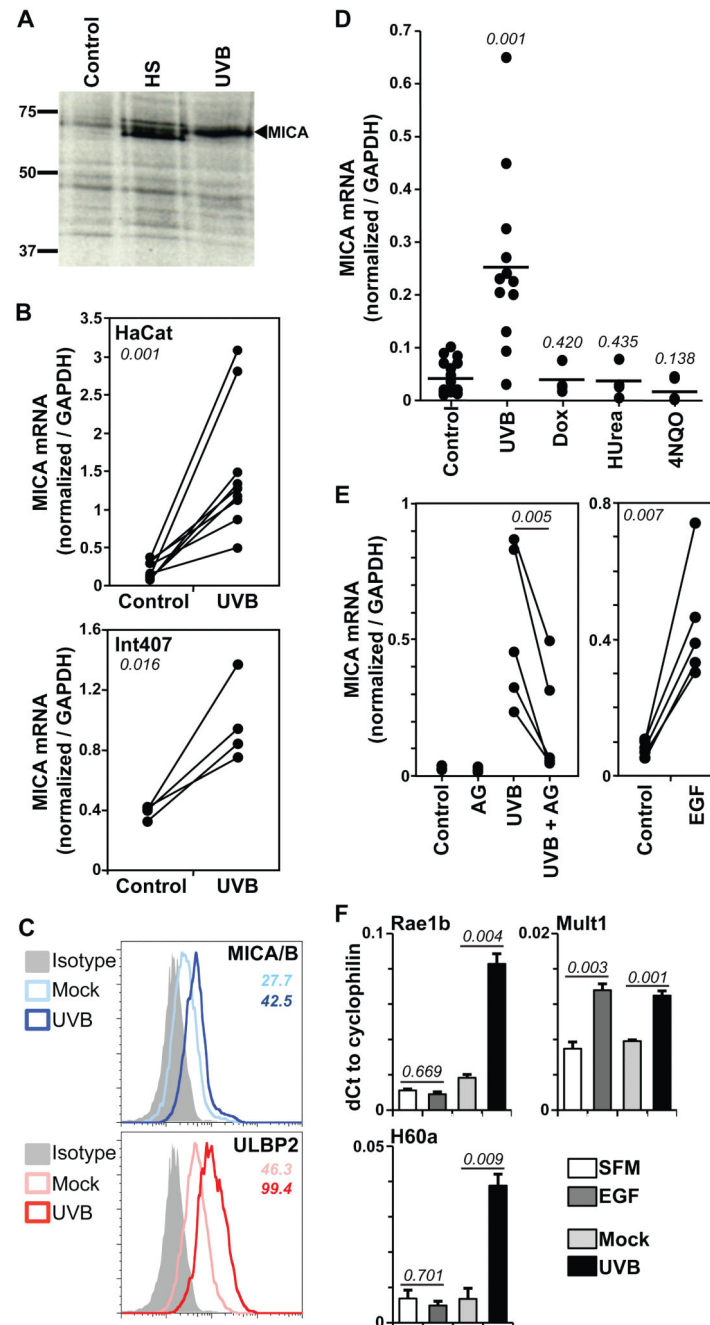 A
Control
HS
UVB
75
50
37
MICA
B
MICA mRNA
(normalized / GAPDH)
3.5
3
2.5
2
1.5
1
0.5
0
HaCat
0.001
Control
UVB
MICA mRNA
(normalized / GAPDH)
1.6
1.2
0.8
0.4
0
Int407
0.016
Control
UVB
C
Isotype
Mock
UVB
MICA/B
27.7
42.5
Isotype
Mock
UVB
ULBP2
46.3
99.4
D
MICA mRNA
(normalized / GAPDH)
0.7
0.6
0.5
0.4
0.3
0.2
0.1
0
0.001
0.420
0.435
0.138
Control
UVB
Dox
HUrea
4NQO
E
MICA mRNA
(normalized / GAPDH)
1
0.5
0
0.005
Control
AG
UVB
UVB + AG
0.8
0.4
0
0.007
Control
EGF
F
dCt to cyclophilin
Rae1b
0.1
0
0.669
0.004
Mult1
0.02
0
0.003
0.001
H60a
0.05
0
0.701
0.009
SFM
EGF
Mock
UVB